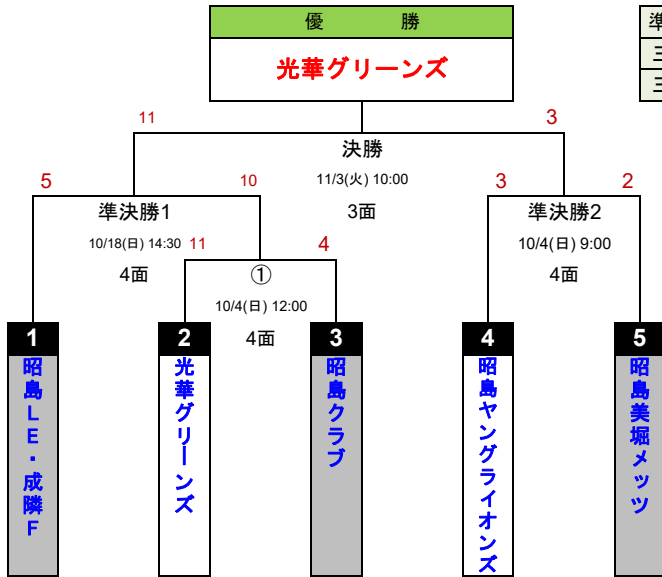 優　　　勝
光華グリーンズ
準
三
三
11
3
決勝
11/3(火) 10:00
3面
5
10
準決勝1
10/18(日) 14:30
4面
3
2
準決勝2
10/4(日) 9:00
4面
11
4
①
10/4(日) 12:00
4面
1
昭島LE・成隣F
2
光華グリーンズ
3
昭島クラブ
4
昭島ヤングライオンズ
5
昭島美堀メッツ